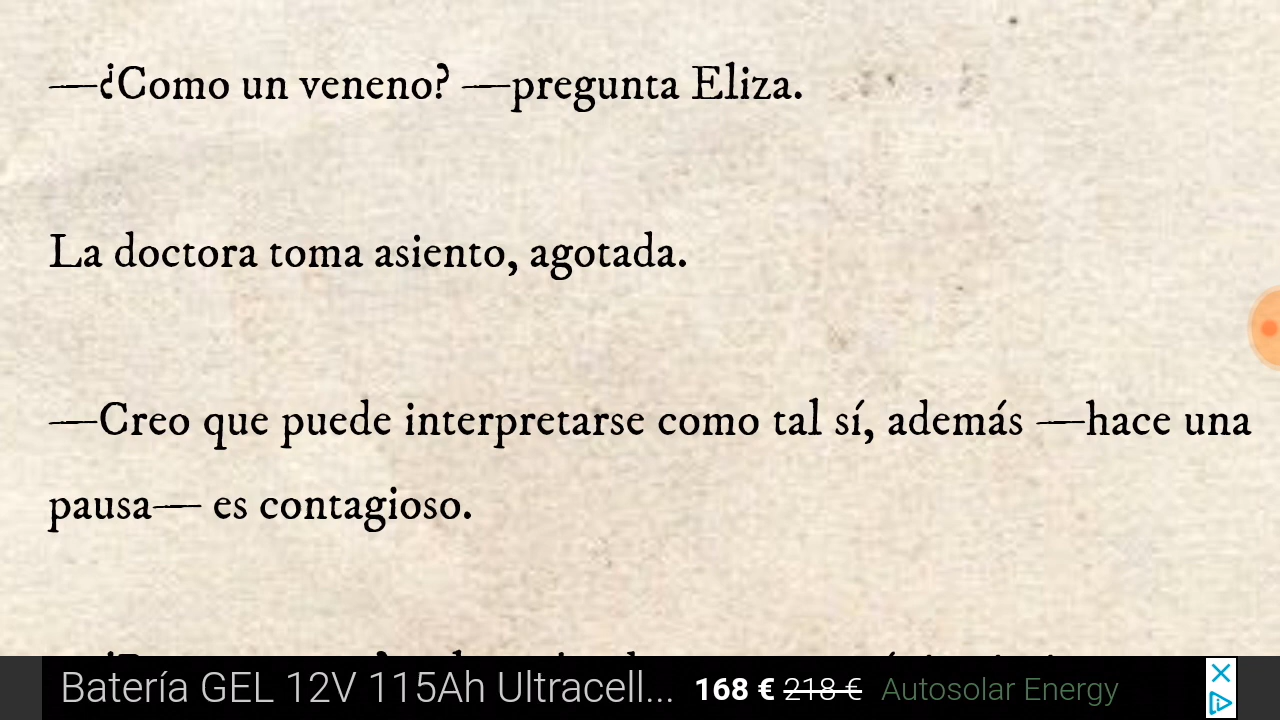 —¿Como un veneno? —pregunta Eliza.
La doctora toma asiento, agotada.
—Creo que puede interpretarse como tal sí, además —hace una
pausa— es contagioso.
Batería GEL 12V 115Ah Ultracell... 168 € 218 € Autosolar Energy